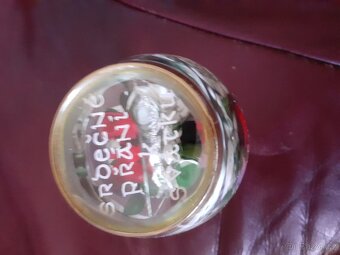 SRDEČNÉ
PŘÁNÍ
K
SVÁTKU